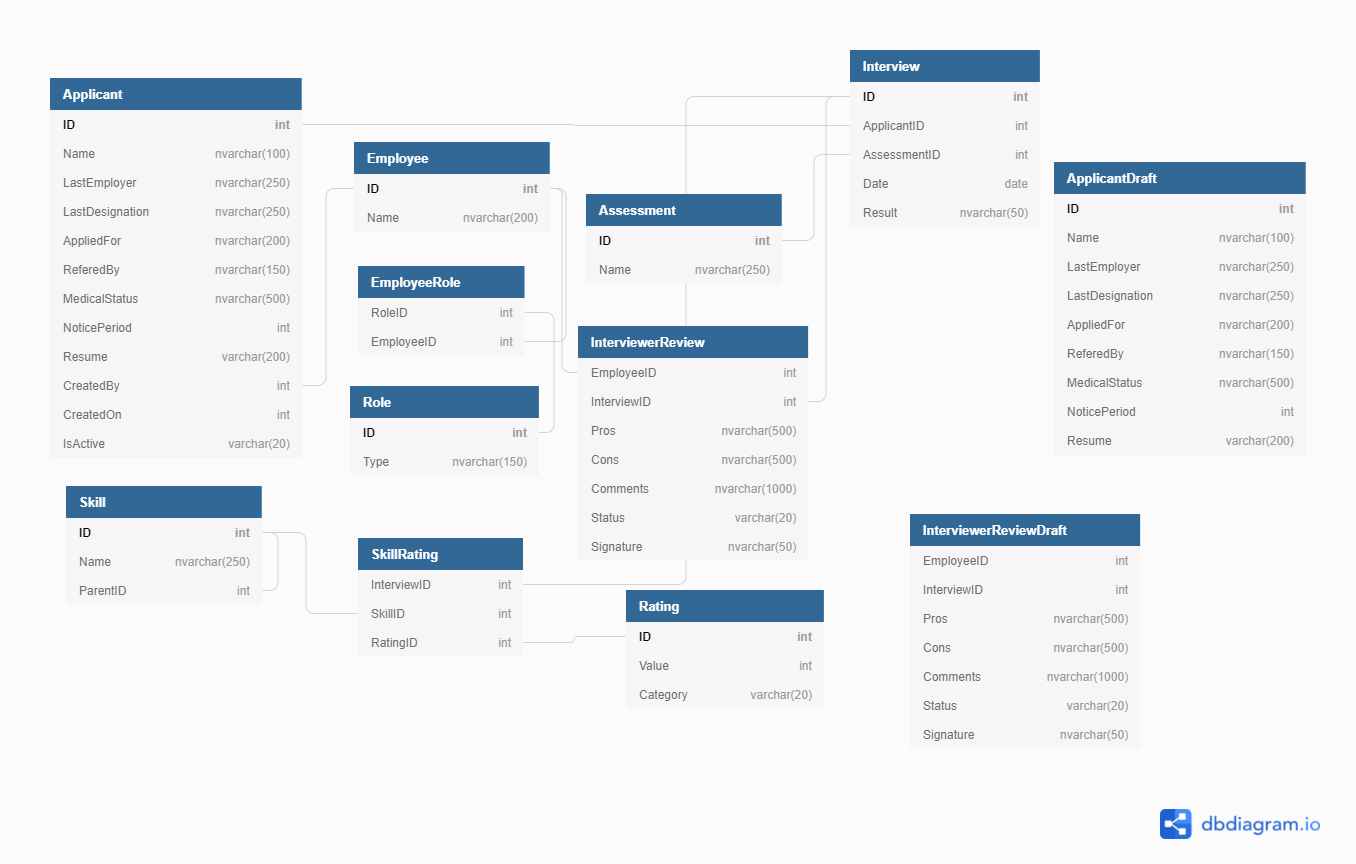 Applicant
ID int
Name nvarchar(100)
LastEmployer nvarchar(250)
LastDesignation nvarchar(250)
AppliedFor nvarchar(200)
ReferedBy nvarchar(150)
MedicalStatus nvarchar(500)
NoticePeriod int
Resume varchar(200)
CreatedBy int
CreatedOn int
IsActive varchar(20)
Skill
ID int
Name nvarchar(250)
ParentID int
Employee
ID int
Name nvarchar(200)
EmployeeRole
RoleID int
EmployeeID int
Role
ID int
Type nvarchar(150)
SkillRating
InterviewID int
SkillID int
RatingID int
Assessment
ID int
Name nvarchar(250)
InterviewerReview
EmployeeID int
InterviewID int
Pros nvarchar(500)
Cons nvarchar(500)
Comments nvarchar(1000)
Status varchar(20)
Signature nvarchar(50)
Rating
ID int
Value int
Category varchar(20)
Interview
ID int
ApplicantID int
AssessmentID int
Date date
Result nvarchar(50)
ApplicantDraft
ID int
Name nvarchar(100)
LastEmployer nvarchar(250)
LastDesignation nvarchar(250)
AppliedFor nvarchar(200)
ReferedBy nvarchar(150)
MedicalStatus nvarchar(500)
NoticePeriod int
Resume varchar(200)
InterviewerReviewDraft
EmployeeID int
InterviewID int
Pros nvarchar(500)
Cons nvarchar(500)
Comments nvarchar(1000)
Status varchar(20)
Signature nvarchar(50)
dbdiagram.io